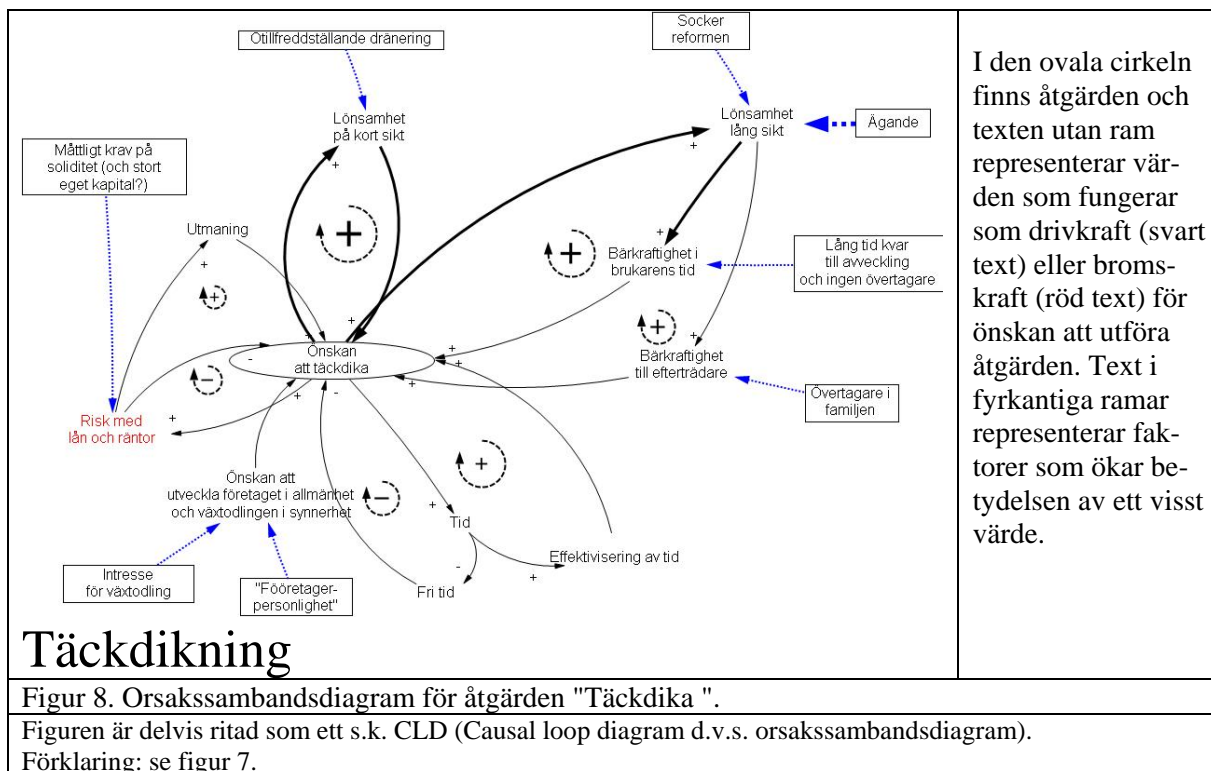 Otillfreddställande dränering
Socker
reformen
Lönsamhet
på kort sikt
Lönsamhet
lång sikt
Ägande
Måttligt krav på
soliditet (och stort
eget kapital?)
Utmaning
+
+
+
+
+
+
+
Bärkraftighet i
brukarens tid
Lång tid kvar
till avveckling
och ingen övertagare
+
+
+
+
+
+
Önskan
att täckdika
+
+
+
+
Bärkraftighet
till efterträdare
-
-
+
+
-
Övertagare i
familjen
Risk med
lån och räntor
+
Önskan att
utveckla företaget i allmänhet
och växtodlingen i synnerhet
-
+
Tid
Effektivisering av tid
-
+
Fri tid
Intresse
för växtodling
"Fööretager-
personlighet"
Täckdikning
I den ovala cirkeln
finns åtgärden och
texten utan ram
representerar vär-
den som fungerar
som drivkraft (svart
text) eller broms-
kraft (röd text) för
önskan att utföra
åtgärden. Text i
fyrkantiga ramar
representerar fak-
torer som ökar be-
tydelsen av ett visst
värde.
Figur 8. Orsakssambandsdiagram för åtgärden "Täckdika ".
Figuren är delvis ritad som ett s.k. CLD (Causal loop diagram d.v.s. orsakssambandsdiagram).
Förklaring: se figur 7.